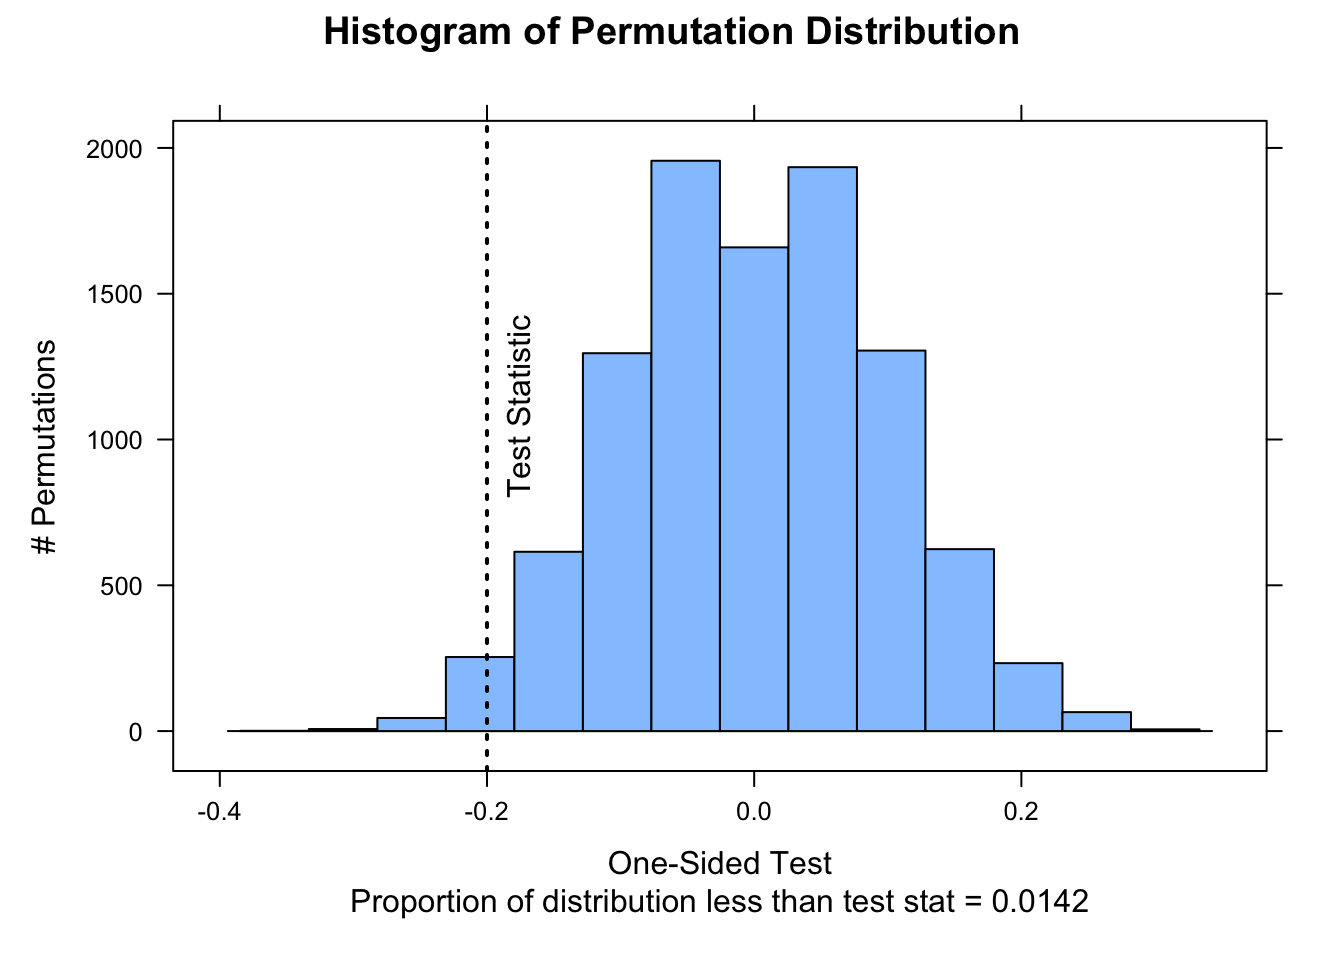 Histogram of Permutation Distribution
2000
1500
1000
500
0
# Permutations
Test Statistic
-0.4
-0.2
0.0
0.2
One-Sided Test
Proportion of distribution less than test stat = 0.0142